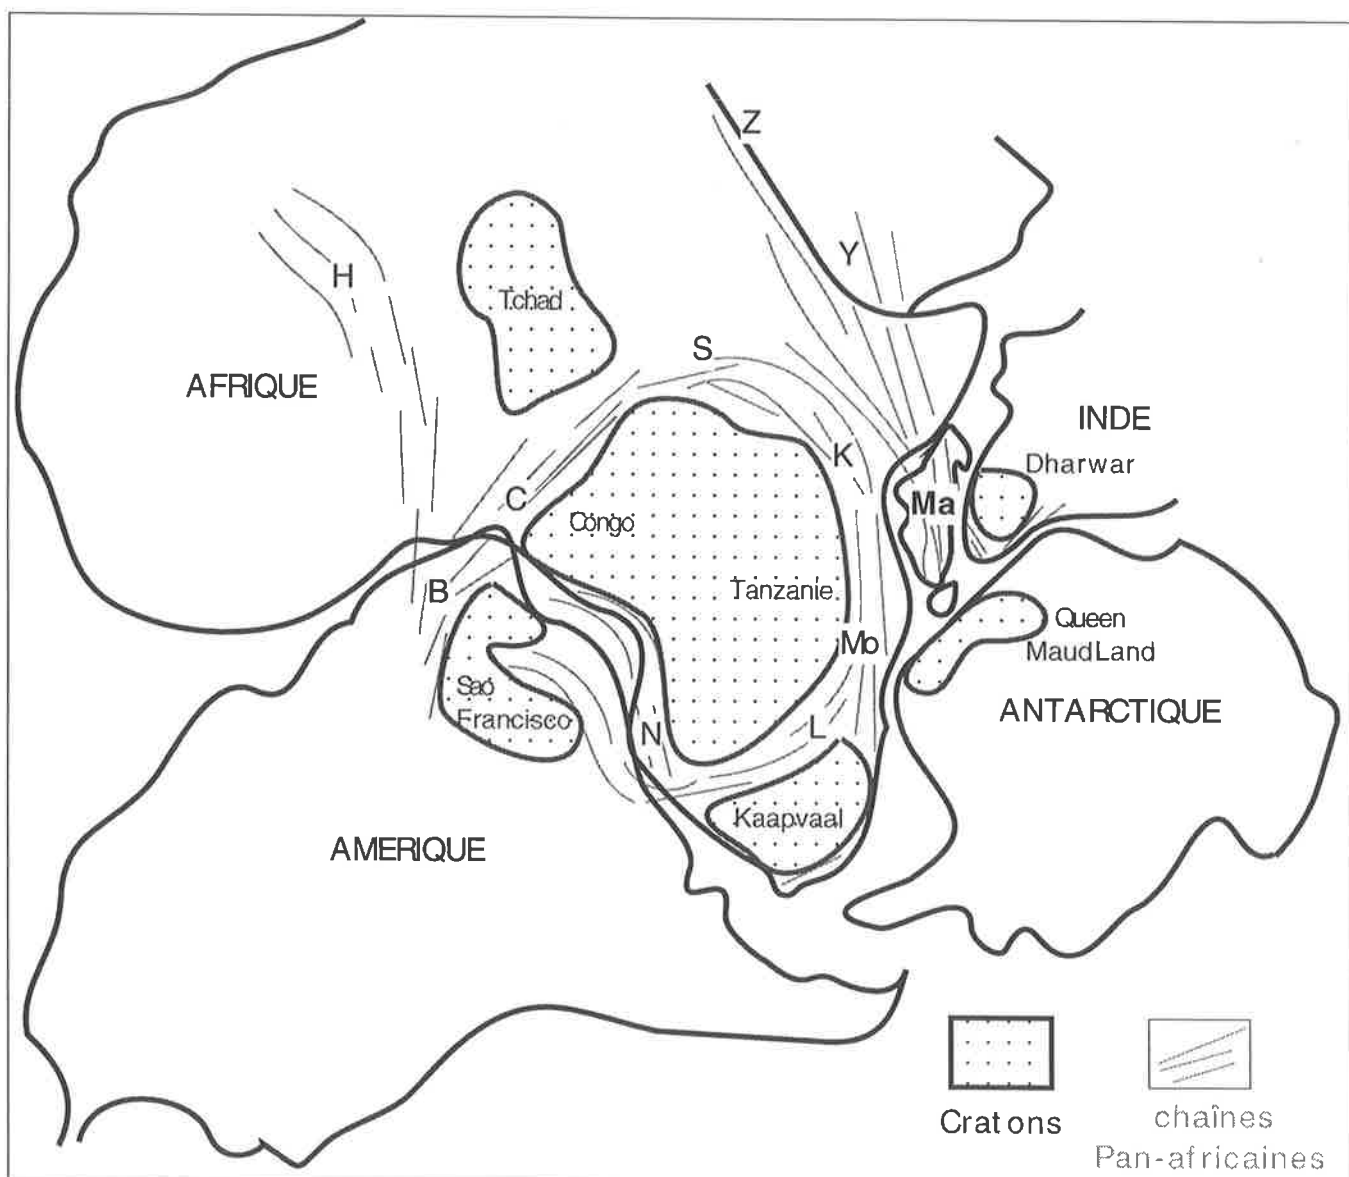 Z
Y
H
Tchad
S
AFRIQUE
INDE
K
Dharwar
C
Ma
Congo
B
Tanzanie
Queen
Mo
Maud Land
Saó
Francisco
N
L
ANTARCTIQUE
Kaapvaal
AMERIQUE
Cratons
chaînes
Pan-africaines